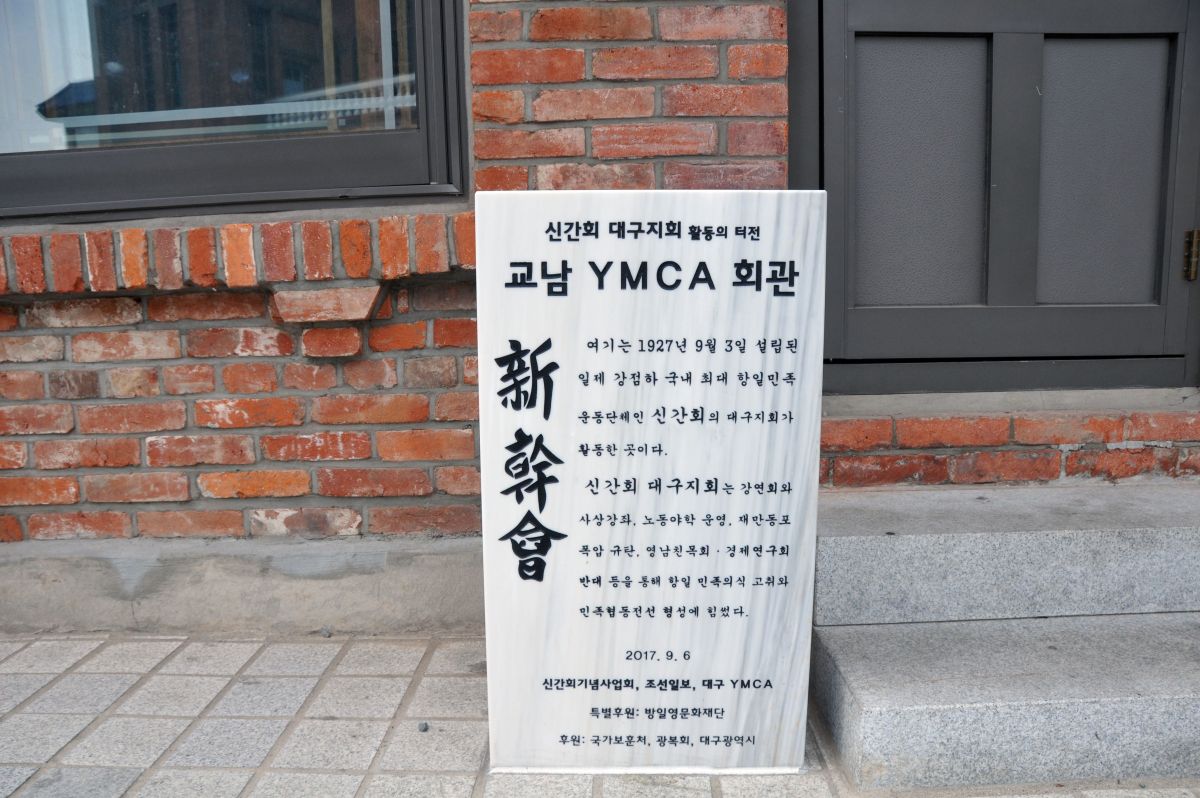 신간회 대구지회 활동의 터전
교남 YMCA 회관
新幹會
여기는 1927년 9월 3일 설립된
일제 강점하 국내 최대 항일민족
운동단체인 신간회의 대구지회가
활동한 곳이다.
신간회 대구지회는 강연회와
사상강좌, 노동야학 운영, 재만동포
폭압 규탄, 영남친목회·경제연구회
반대 등을 통해 항일 민족의식 고취와
민족협동전선 형성에 힘썼다.
2017. 9. 6
신간회기념사업회, 조선일보, 대구 YMCA
특별후원: 방일영문화재단
후원: 국가보훈처, 광복회, 대구광역시